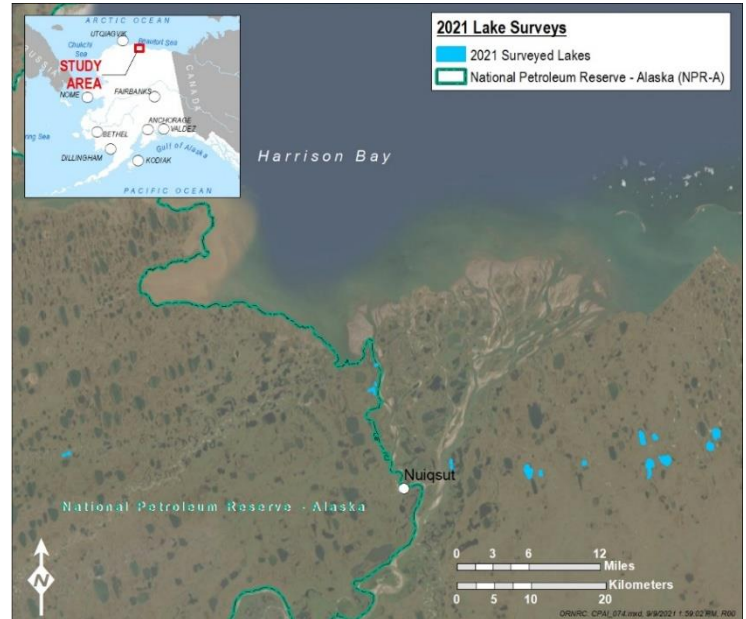 ARCTIC OCEAN
UTQIAGVIK
Beaufort Sea
Chukchi
Sea
RUSSIA
STUDY
AREA
CANADA
NOME
FAIRBANKS
ANCHORAGE
BETHEL
VALDEZ
DILLINGHAM
Gulf of Alaska
KODIAK
PACIFIC OCEAN
2021 Lake Surveys
2021 Surveyed Lakes
National Petroleum Reserve - Alaska (NPR-A)
Harrison Bay
Nuiqsut
National Petroleum Reserve - Alaska
N
0 3 6 12
Miles
Kilometers
0 5 10 20